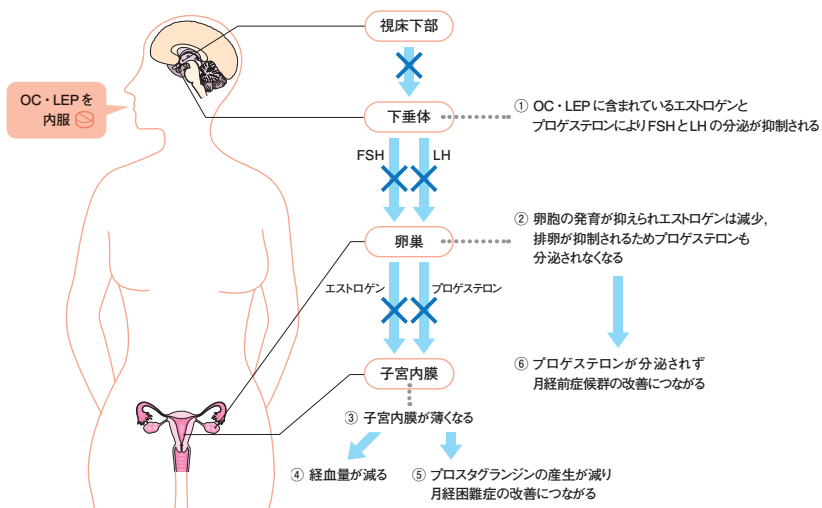 OC・LEPを
内服
視床下部
下垂体
① OC・LEPに含まれているエストロゲンと
プロゲステロンによりFSHとLHの分泌が抑制される
FSH
LH
卵巣
② 卵胞の発育が抑えられエストロゲンは減少，
排卵が抑制されるためプロゲステロンも
分泌されなくなる
エストロゲン
プロゲステロン
子宮内膜
⑥ プロゲステロンが分泌されず
月経前症候群の改善につながる
③ 子宮内膜が薄くなる
④ 経血量が減る
⑤ プロスタグランジンの産生が減り
月経困難症の改善につながる